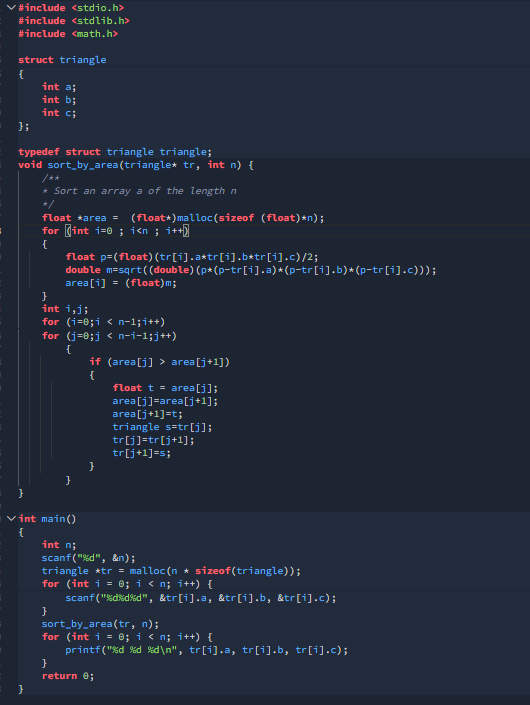 #include <stdio.h>
#include <stdlib.h>
#include <math.h>

struct triangle
{
    int a;
    int b;
    int c;
};

typedef struct triangle triangle;
void sort_by_area(triangle* tr, int n) {
    /**
    * Sort an array a of the length n
    */
    float *area =  (float*)malloc(sizeof (float)*n);
    for (int i=0 ; i<n ; i++)
    {
        float p=(float)(tr[i].a*tr[i].b*tr[i].c)/2;
        double m=sqrt((double)(p*(p-tr[i].a)*(p-tr[i].b)*(p-tr[i].c)));
        area[i] = (float)m;
    }
    int i,j;
    for (i=0;i < n-1;i++)
    for (j=0;j < n-i-1;j++)
        {
            if (area[j] > area[j+1])
            {
                float t = area[j];
                area[j]=area[j+1];
                area[j+1]=t;
                triangle s=tr[j];
                tr[j]=tr[j+1];
                tr[j+1]=s;
            }
        }
}

int main()
{
    int n;
    scanf("%d", &n);
    triangle *tr = malloc(n * sizeof(triangle));
    for (int i = 0; i < n; i++) {
        scanf("%d%d%d", &tr[i].a, &tr[i].b, &tr[i].c);
    }
    sort_by_area(tr, n);
    for (int i = 0; i < n; i++) {
        printf("%d %d %d\n", tr[i].a, tr[i].b, tr[i].c);
    }
    return 0;
}